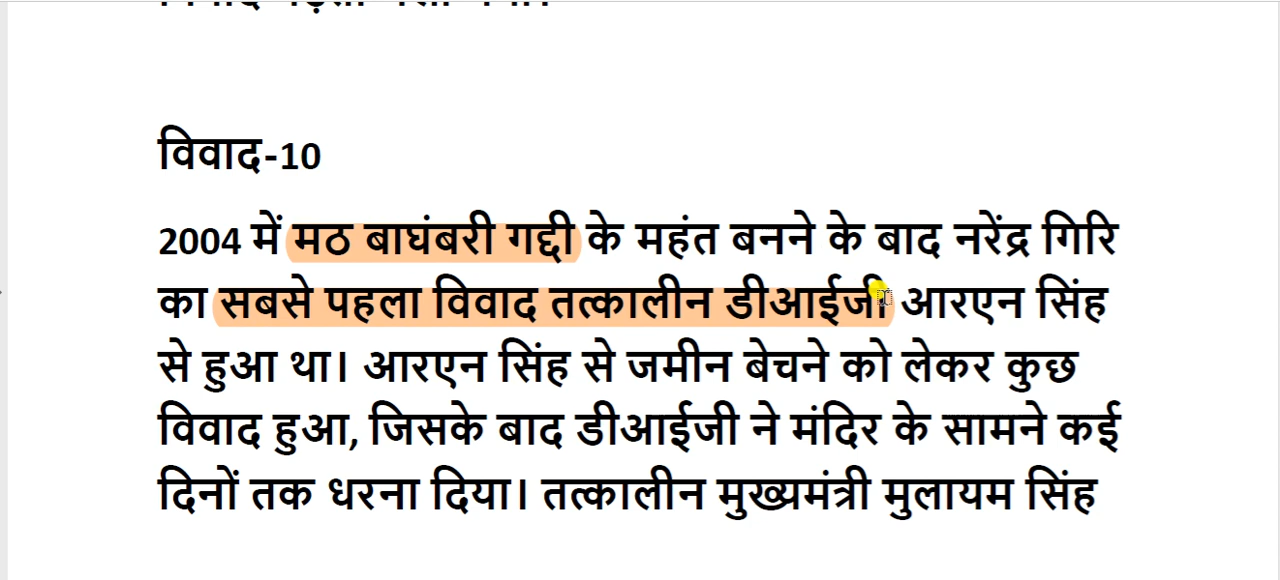 विवाद-10
2004 में मठ बाघंबरी गद्दी के महंत बनने के बाद नरेंद्र गिरि
का सबसे पहला विवाद तत्कालीन डीआईजी आरएन सिंह
से हुआ था। आरएन सिंह से जमीन बेचने को लेकर कुछ
विवाद हुआ, जिसके बाद डीआईजी ने मंदिर के सामने कई
दिनों तक धरना दिया। तत्कालीन मुख्यमंत्री मुलायम सिंह